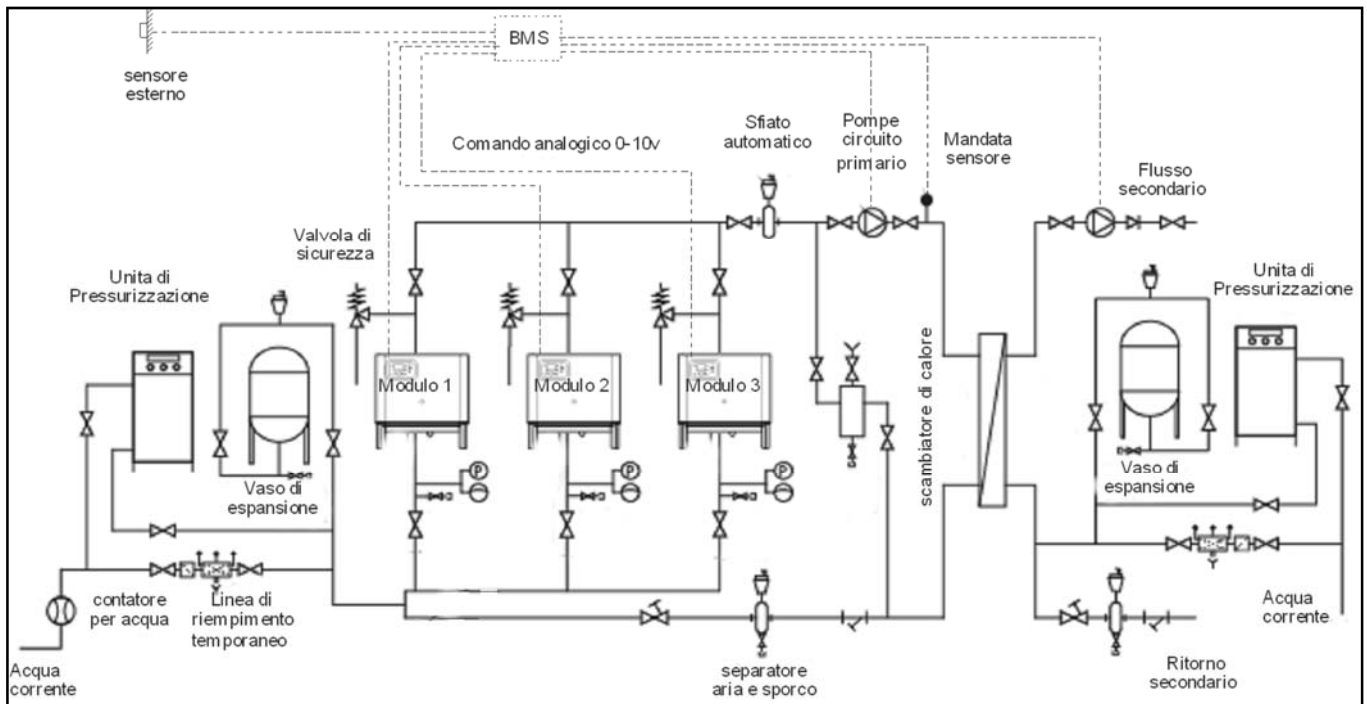 BMS
sensore
esterno
Comando analogico 0-10v
Sfiato
automatico
Pompe
circuito
primario
Mandata
sensore
Flusso
secondario
Valvola di
sicurezza
Unita di
Pressurizzazione
Unita di
Pressurizzazione
Modulo 1
Modulo 2
Modulo 3
scambiatore di calore
P
P
P
Vaso di
espansione
Vaso di
espansione
contatore
per acqua
Linea di
riempimento
temporaneo
Acqua
corrente
separatore
aria e sporco
Acqua
corrente
Ritorno
secondario